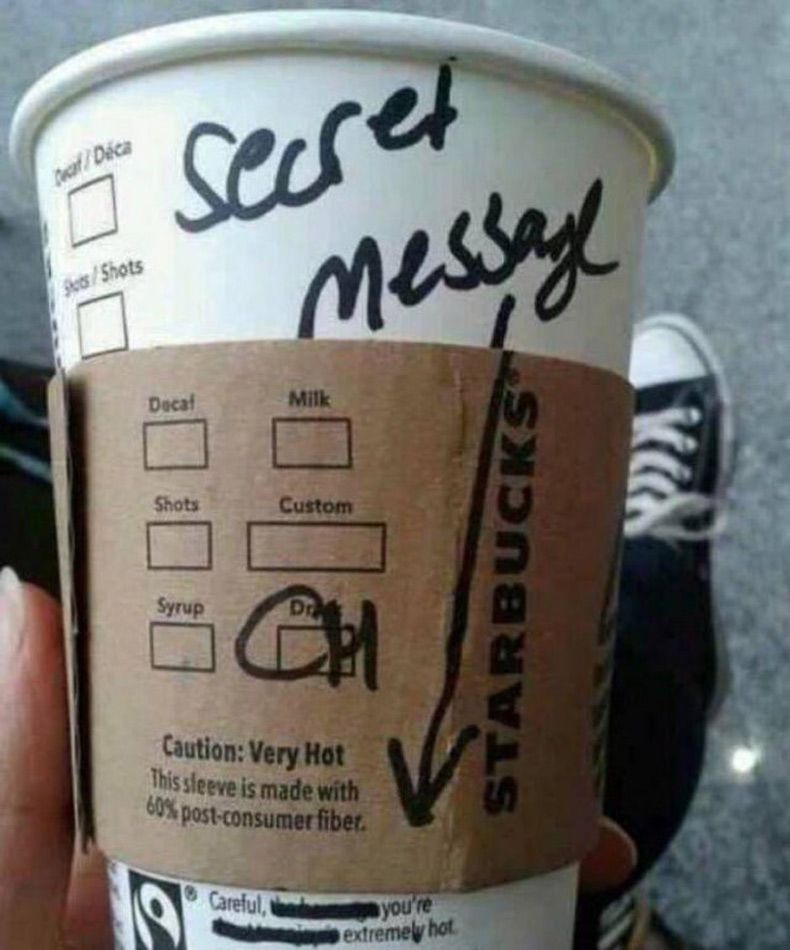 secret
message
Decaf / Déca
Shots / Shots
Decaf Milk
Shots Custom
Syrup
CH
Caution: Very Hot
This sleeve is made with
60% post-consumer fiber.
STARBUCKS®
® Careful, you're
extremely hot.